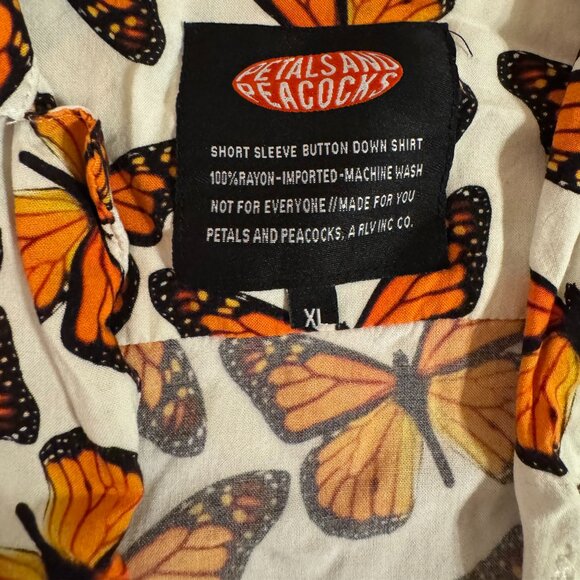 PETALS AND
PEACOCKS
SHORT SLEEVE BUTTON DOWN SHIRT
100%RAYON-IMPORTED-MACHINE WASH
NOT FOR EVERYONE // MADE FOR YOU
PETALS AND PEACOCKS, A RLV INC CO.
XL